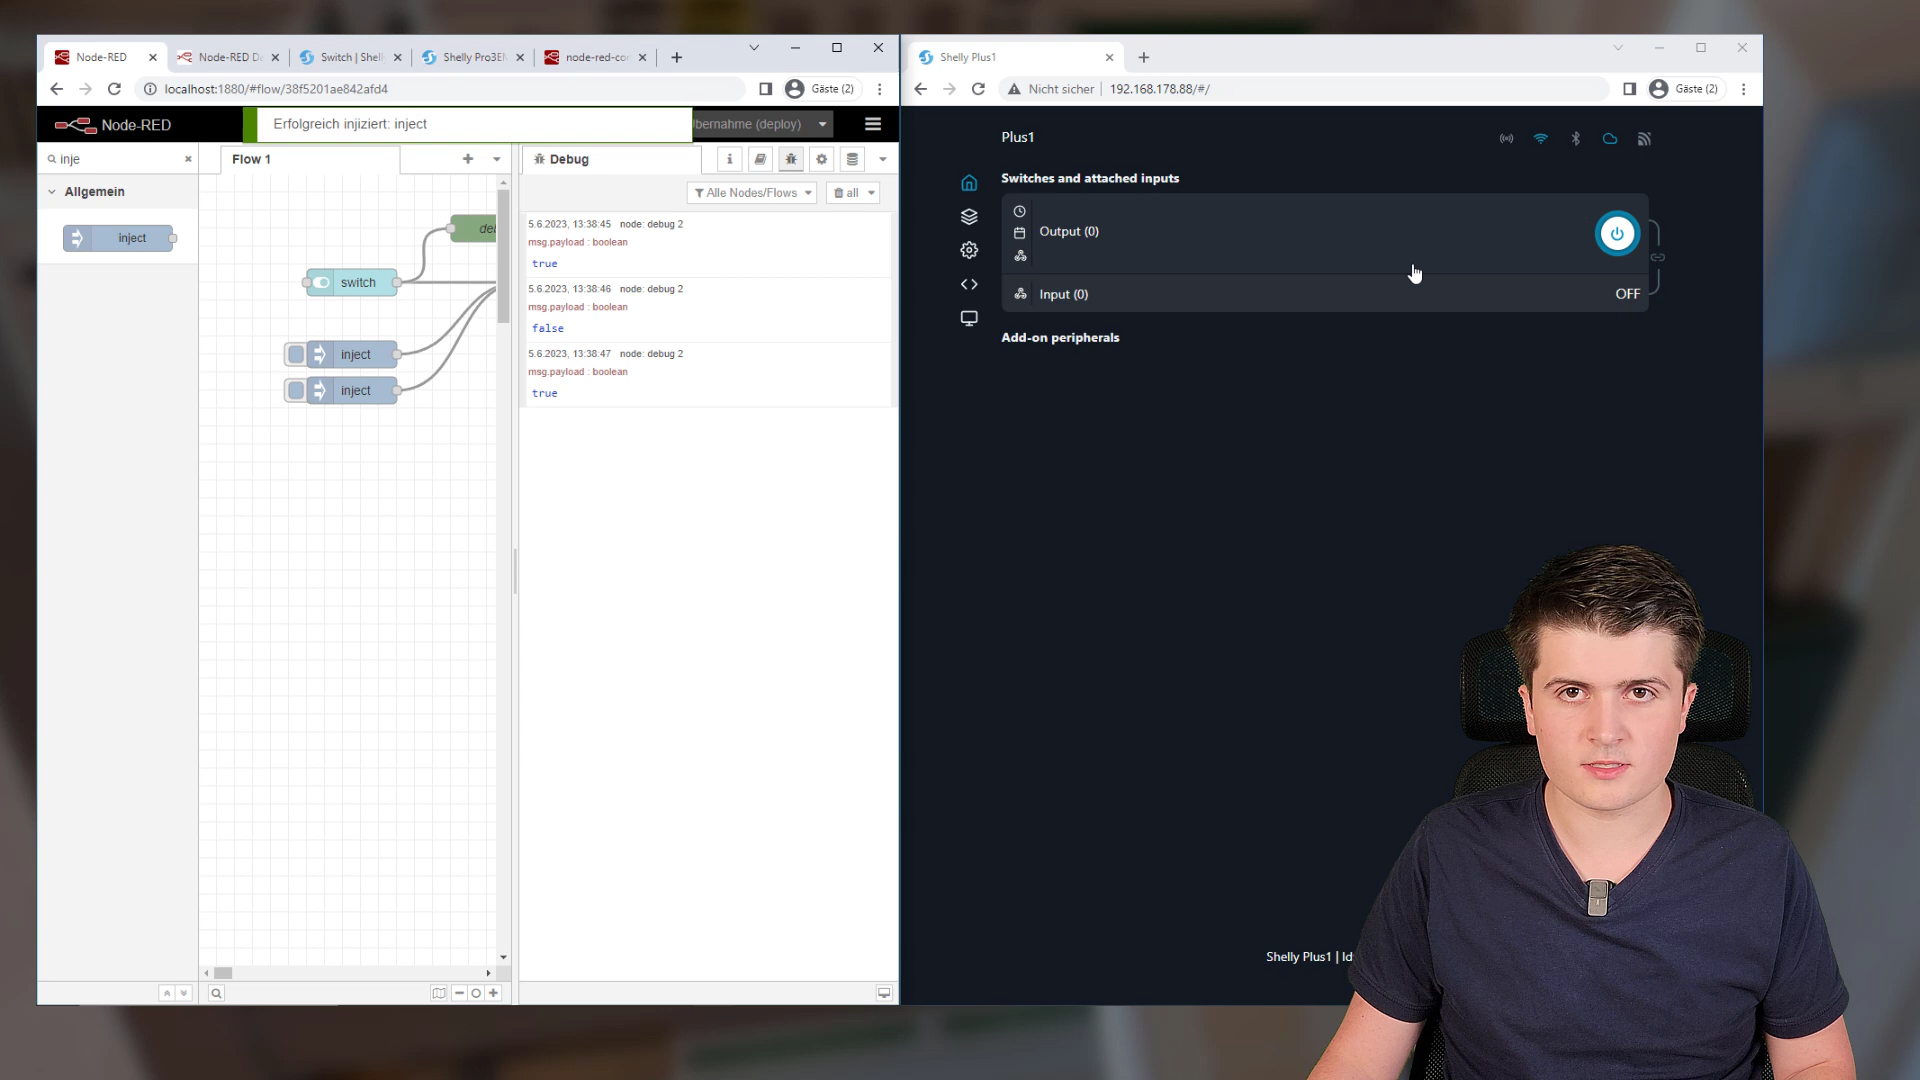 Node-RED
Node-RED D
Switch | Shell
Shelly Pro3EM
node-red-con
localhost:1880/#flow/38f5201ae842afd4
Gäste (2)
Node-RED
Erfolgreich injiziert: inject
bernahme (deploy)
inje
Flow 1
Debug
Allgemein
Alle Nodes/Flows
all
inject
switch
inject
inject
5.6.2023, 13:38:45 node: debug 2
msg.payload : boolean
true
5.6.2023, 13:38:46 node: debug 2
msg.payload : boolean
false
5.6.2023, 13:38:47 node: debug 2
msg.payload : boolean
true
Shelly Plus1
Nicht sicher
192.168.178.88/#/
Gäste (2)
Plus1
Switches and attached inputs
Output (0)
Input (0)
OFF
Add-on peripherals
Shelly Plus1 | Id